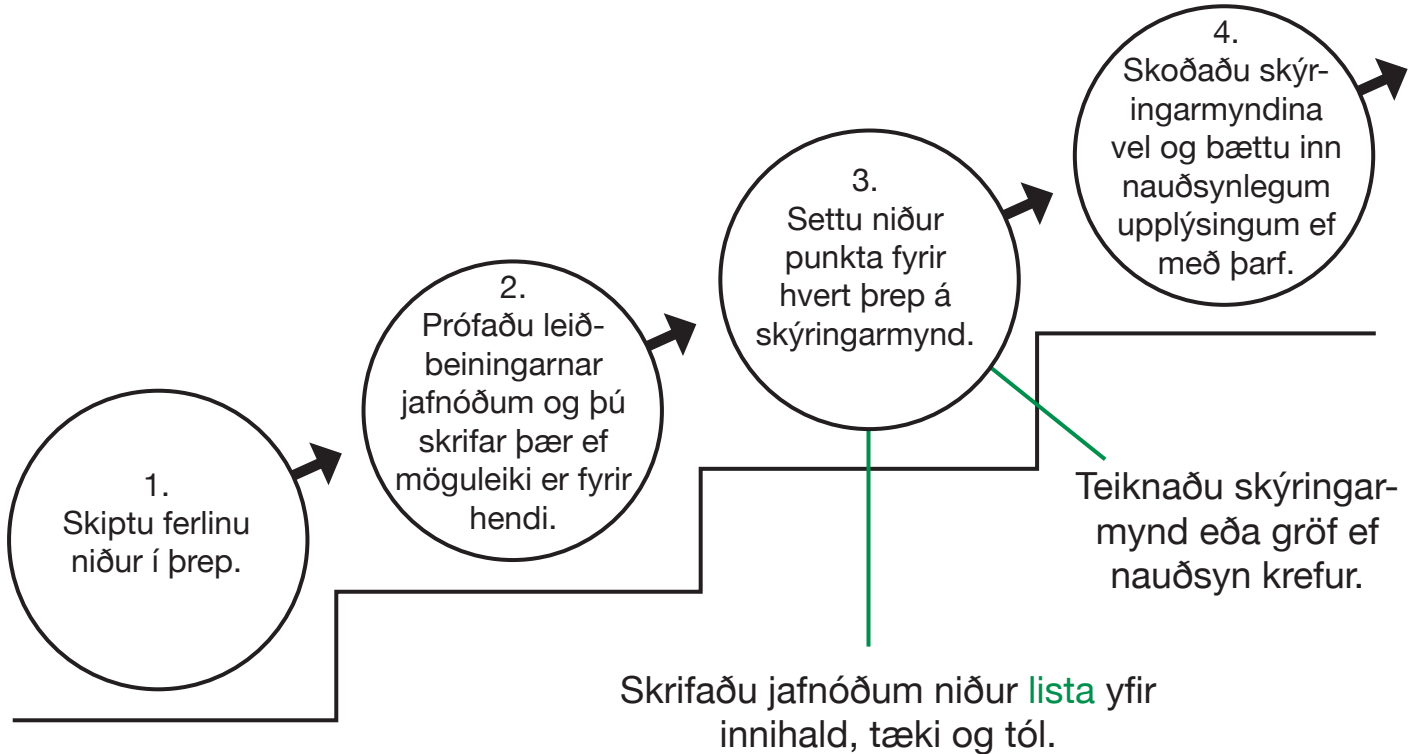 1.
Skiptu ferlinu
niður í þrep.
2.
Prófaðu leið-
beiningarnar
jafnóðum og þú
skrifar þær ef
möguleiki er fyrir
hendi.
3.
Settu niður
punkta fyrir
hvert þrep á
skýringarmynd.
4.
Skoðaðu skýr-
ingarmyndina
vel og bættu inn
nauðsynlegum
upplýsingum ef
með þarf.
Teiknaðu skýringar-
mynd eða gröf ef
nauðsyn krefur.
Skrifaðu jafnóðum niður lista yfir
innihald, tæki og tól.